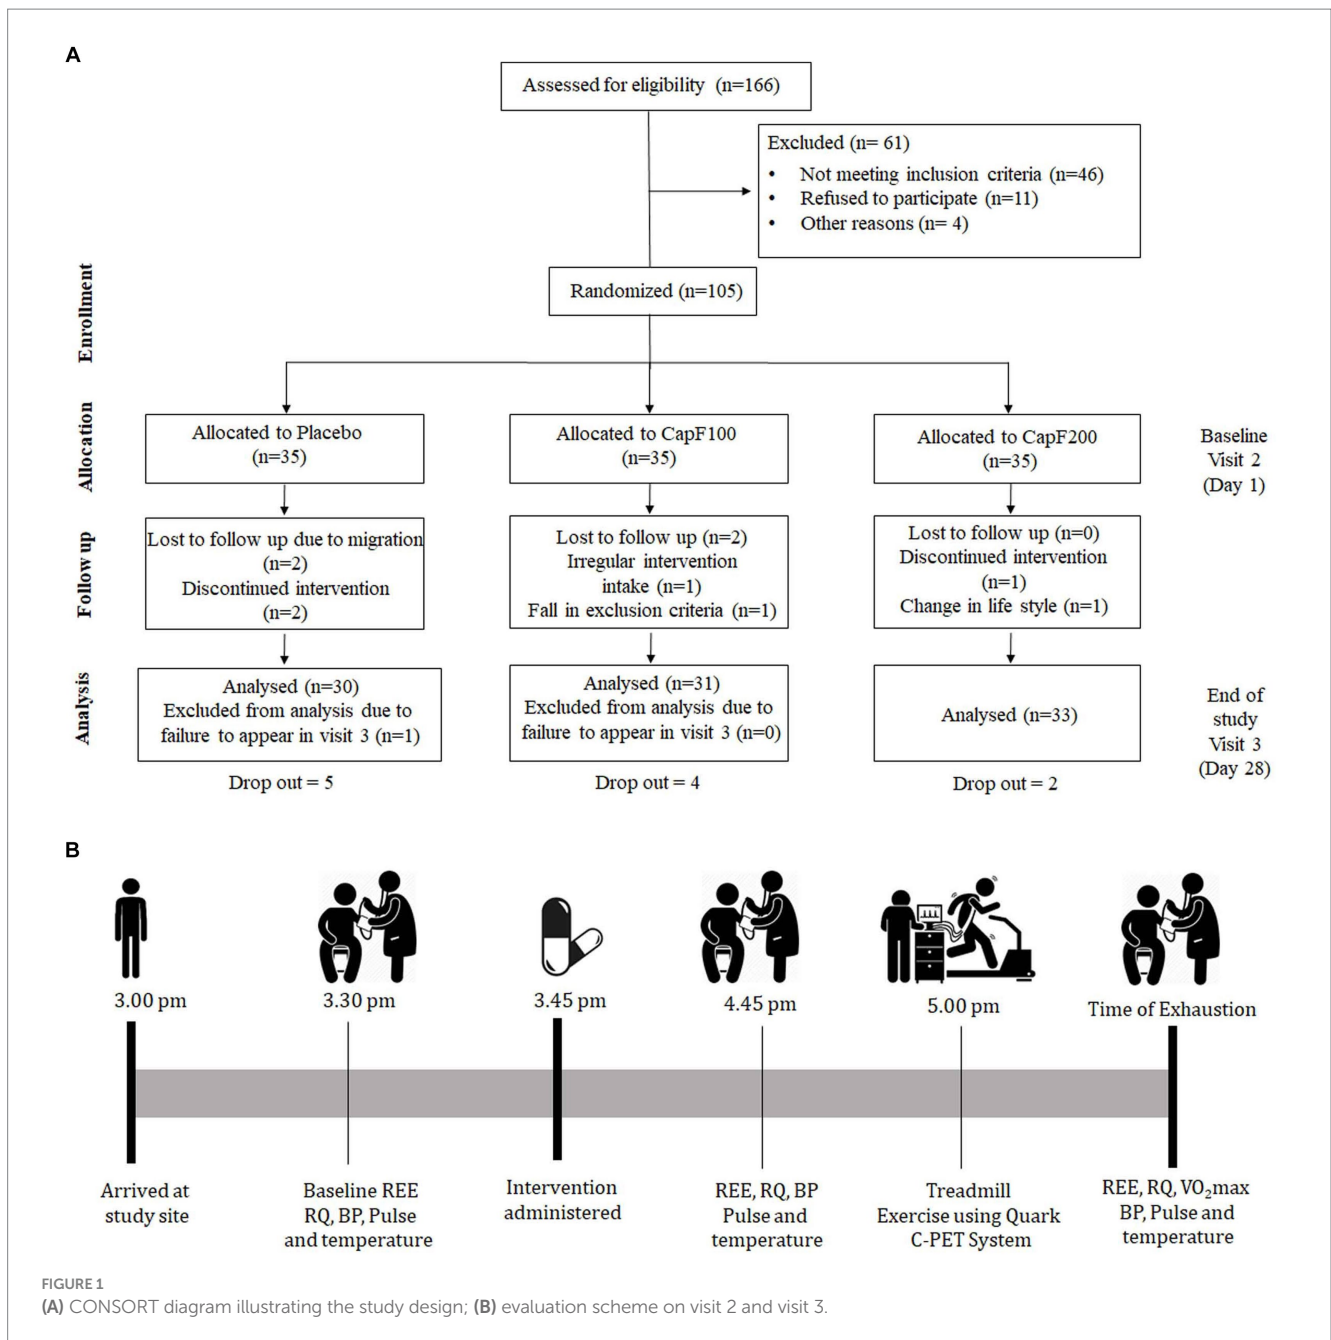 A
Assessed for eligibility (n=166)
Excluded (n= 61)
• Not meeting inclusion criteria (n=46)
• Refused to participate (n=11)
• Other reasons (n= 4)
Enrollment
Randomized (n=105)
Allocation
Allocated to Placebo
(n=35)
Allocated to CapF100
(n=35)
Allocated to CapF200
(n=35)
Baseline
Visit 2
(Day 1)
Follow up
Lost to follow up due to migration
(n=2)
Discontinued intervention
(n=2)
Lost to follow up (n=2)
Irregular intervention
intake (n=1)
Fall in exclusion criteria (n=1)
Lost to follow up (n=0)
Discontinued intervention
(n=1)
Change in life style (n=1)
Analysis
Analysed (n=30)
Excluded from analysis due to
failure to appear in visit 3 (n=1)
Analysed (n=31)
Excluded from analysis due to
failure to appear in visit 3 (n=0)
Analysed (n=33)
End of
study
Visit 3
(Day 28)
Drop out = 5
Drop out = 4
Drop out = 2
B
3.00 pm
3.30 pm
3.45 pm
4.45 pm
5.00 pm
Time of Exhaustion
Arrived at
study site
Baseline REE
RQ, BP, Pulse
and temperature
Intervention
administered
REE, RQ, BP
Pulse and
temperature
Treadmill
Exercise using Quark
C-PET System
REE, RQ, VO₂max
BP, Pulse and
temperature
FIGURE 1
(A) CONSORT diagram illustrating the study design; (B) evaluation scheme on visit 2 and visit 3.